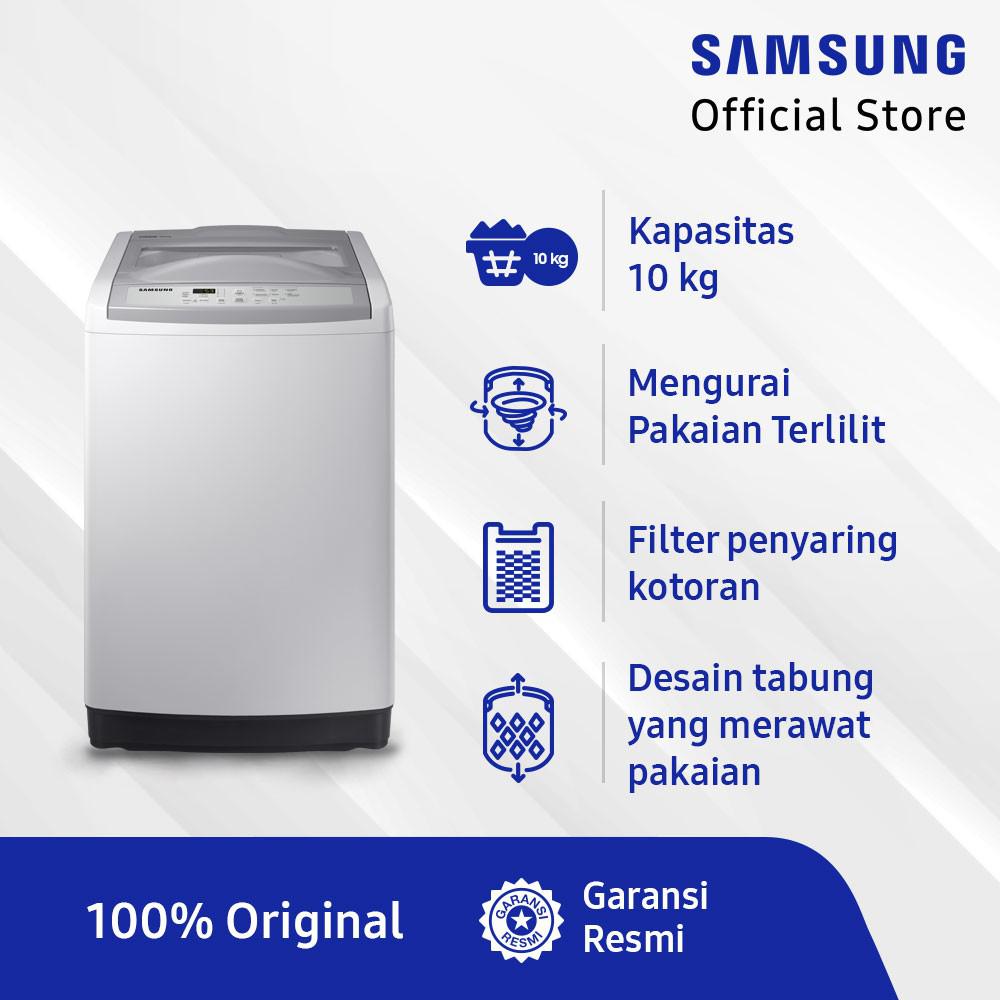 SAMSUNG
Official Store
SAMSUNG
10 kg
Kapasitas
10 kg
Mengurai
Pakaian Terlilit
Filter penyaring
kotoran
Desain tabung
yang merawat
pakaian
100% Original
GARANSI
RESMI
Garansi
Resmi